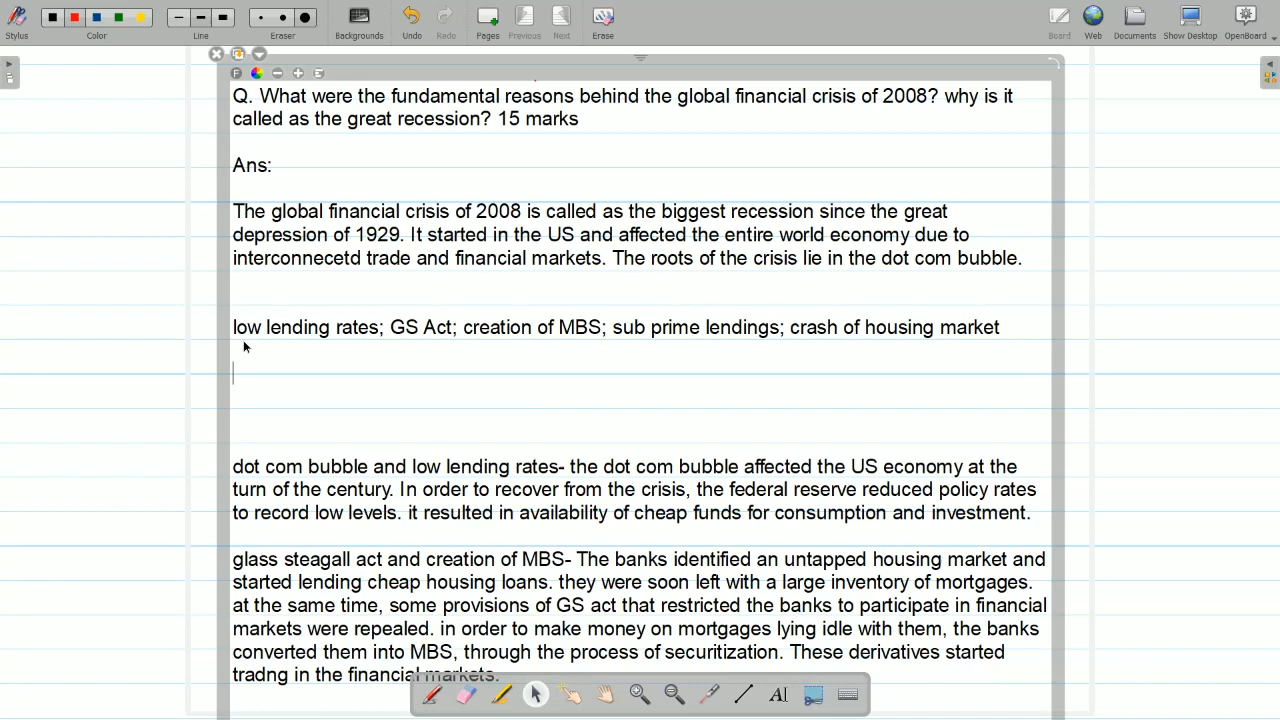 Stylus
Color
Line
Eraser
Backgrounds
Undo
Redo
Pages
Previous
Next
Erase
Board
Web
Documents
Show Desktop
OpenBoard
Q. What were the fundamental reasons behind the global financial crisis of 2008? why is it
called as the great recession? 15 marks
Ans:
The global financial crisis of 2008 is called as the biggest recession since the great
depression of 1929. It started in the US and affected the entire world economy due to
interconnecetd trade and financial markets. The roots of the crisis lie in the dot com bubble.
low lending rates; GS Act; creation of MBS; sub prime lendings; crash of housing market
dot com bubble and low lending rates- the dot com bubble affected the US economy at the
turn of the century. In order to recover from the crisis, the federal reserve reduced policy rates
to record low levels. it resulted in availability of cheap funds for consumption and investment.
glass steagall act and creation of MBS- The banks identified an untapped housing market and
started lending cheap housing loans. they were soon left with a large inventory of mortgages.
at the same time, some provisions of GS act that restricted the banks to participate in financial
markets were repealed. in order to make money on mortgages lying idle with them, the banks
converted them into MBS, through the process of securitization. These derivatives started
tradng in the financial markets.